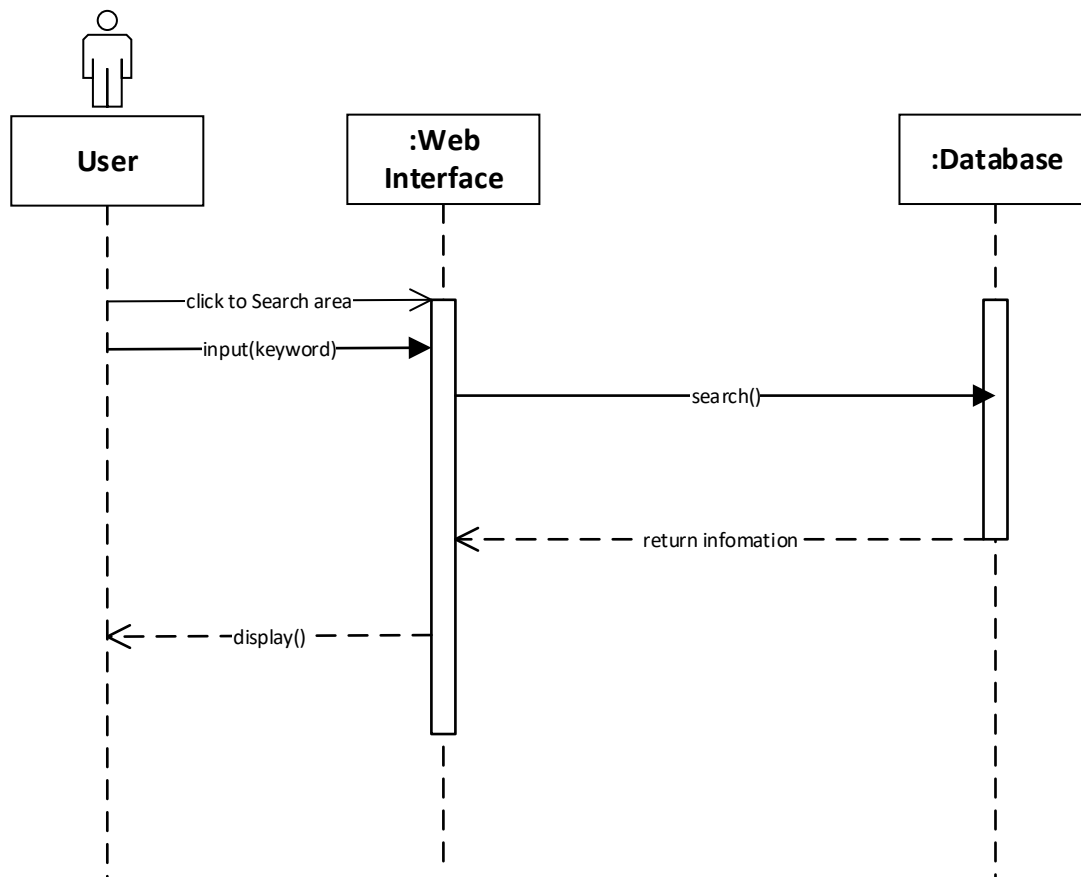 User
:Web
Interface
:Database
click to Search area
input(keyword)
search()
return infomation
display()